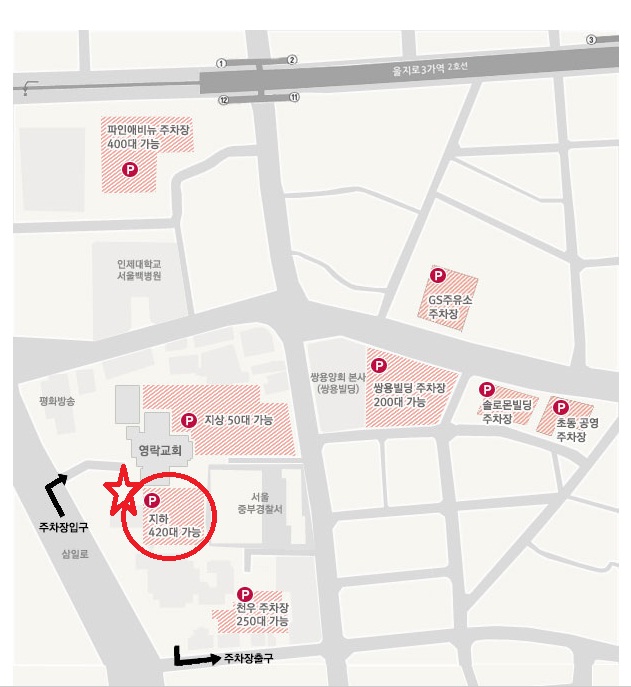 ③
① ②
을지로3가역 2호선
⑫ ⑪
파인애비뉴 주차장
400대 가능
P
인제대학교
서울백병원
P
GS주유소
주차장
쌍용양회 본사
(쌍용빌딩)
P
쌍용빌딩 주차장
200대 가능
P
솔로몬빌딩
주차장
P
초동 공영
주차장
평화방송
P 지상 50대 가능
영락교회
P
지하
420대 가능
서울
중부경찰서
주차장입구
삼일로
P
천우 주차장
250대 가능
주차장출구